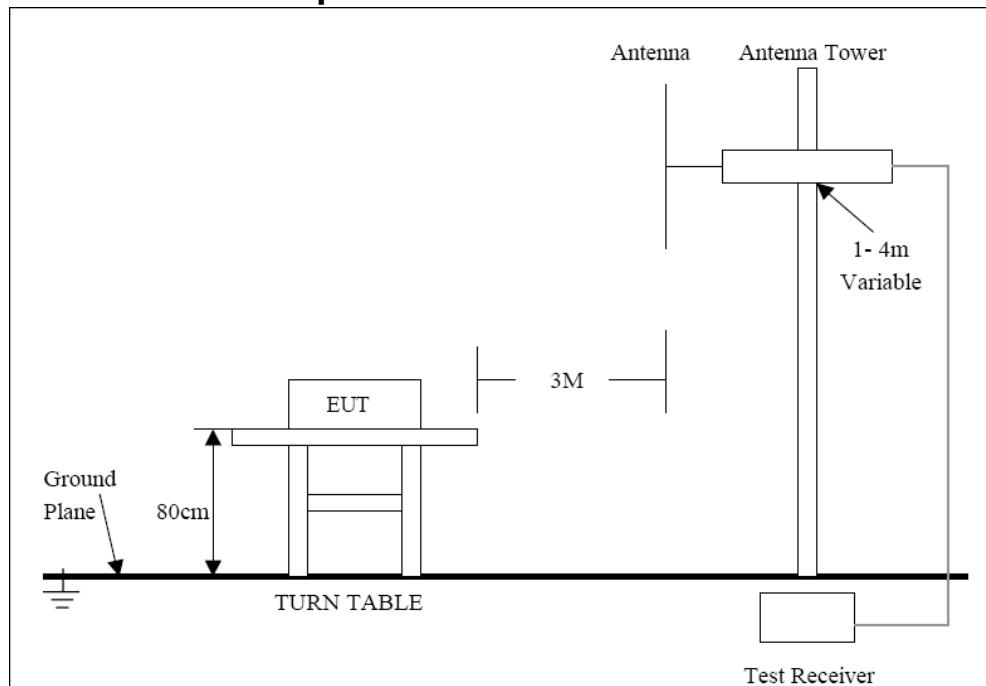 Antenna
Antenna Tower
1- 4m
Variable
3M
EUT
Ground
Plane
80cm
TURN TABLE
Test Receiver